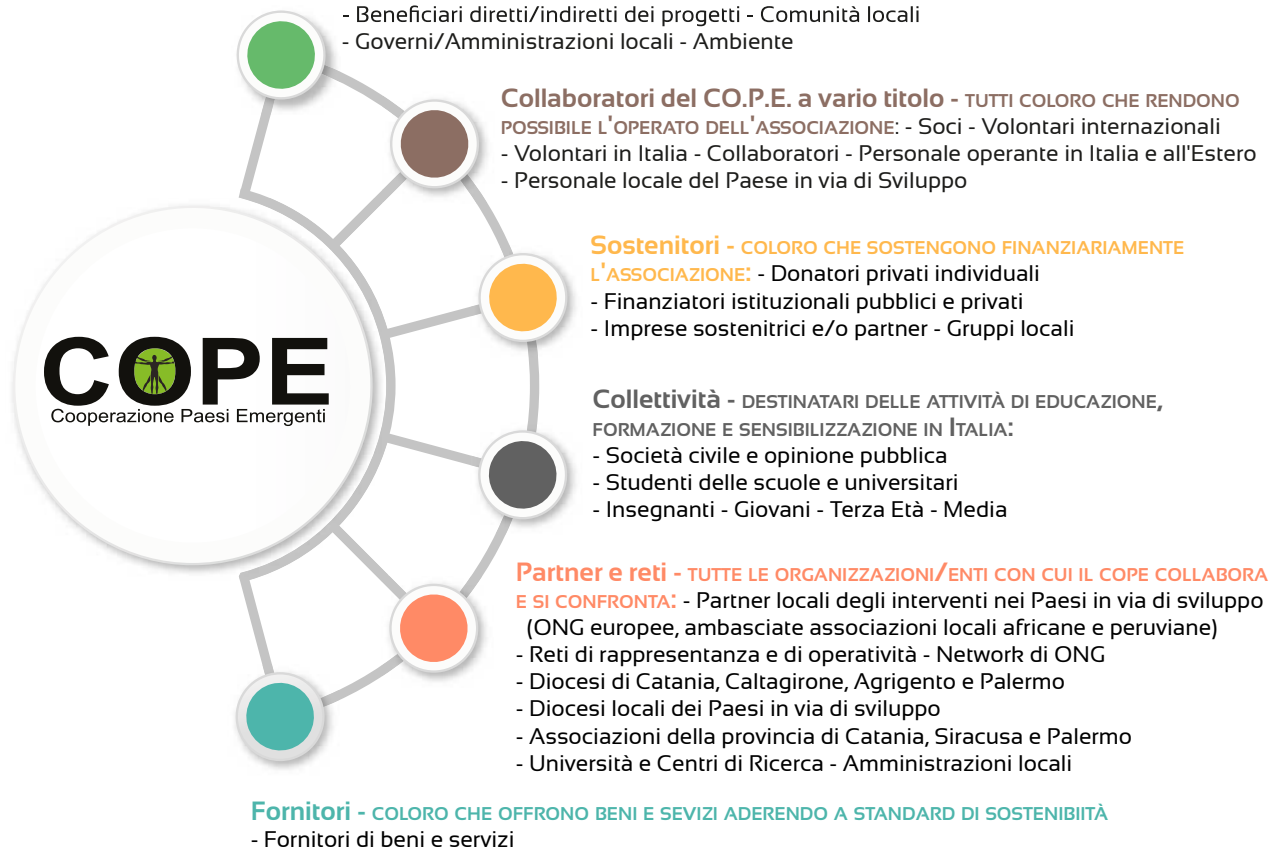 - Beneficiari diretti/indiretti dei progetti - Comunità locali
- Governi/Amministrazioni locali - Ambiente
Collaboratori del CO.P.E. a vario titolo - TUTTI COLORO CHE RENDONO
POSSIBILE L'OPERATO DELL'ASSOCIAZIONE: - Soci - Volontari internazionali
- Volontari in Italia - Collaboratori - Personale operante in Italia e all'Estero
- Personale locale del Paese in via di Sviluppo
Sostenitori - COLORO CHE SOSTENGONO FINANZIARIAMENTE
L'ASSOCIAZIONE: - Donatori privati individuali
- Finanziatori istituzionali pubblici e privati
- Imprese sostenitrici e/o partner - Gruppi locali
COPE
Cooperazione Paesi Emergenti
Collettività - DESTINATARI DELLE ATTIVITÀ DI EDUCAZIONE,
FORMAZIONE E SENSIBILIZZAZIONE IN ITALIA:
- Società civile e opinione pubblica
- Studenti delle scuole e universitari
- Insegnanti - Giovani - Terza Età - Media
Partner e reti - TUTTE LE ORGANIZZAZIONI/ENTI CON CUI IL COPE COLLABORA
E SI CONFRONTA: - Partner locali degli interventi nei Paesi in via di sviluppo
(ONG europee, ambasciate associazioni locali africane e peruviane)
- Reti di rappresentanza e di operatività - Network di ONG
- Diocesi di Catania, Caltagirone, Agrigento e Palermo
- Diocesi locali dei Paesi in via di sviluppo
- Associazioni della provincia di Catania, Siracusa e Palermo
- Università e Centri di Ricerca - Amministrazioni locali
Fornitori - COLORO CHE OFFRONO BENI E SEVIZI ADERENDO A STANDARD DI SOSTENIBIITÀ
- Fornitori di beni e servizi